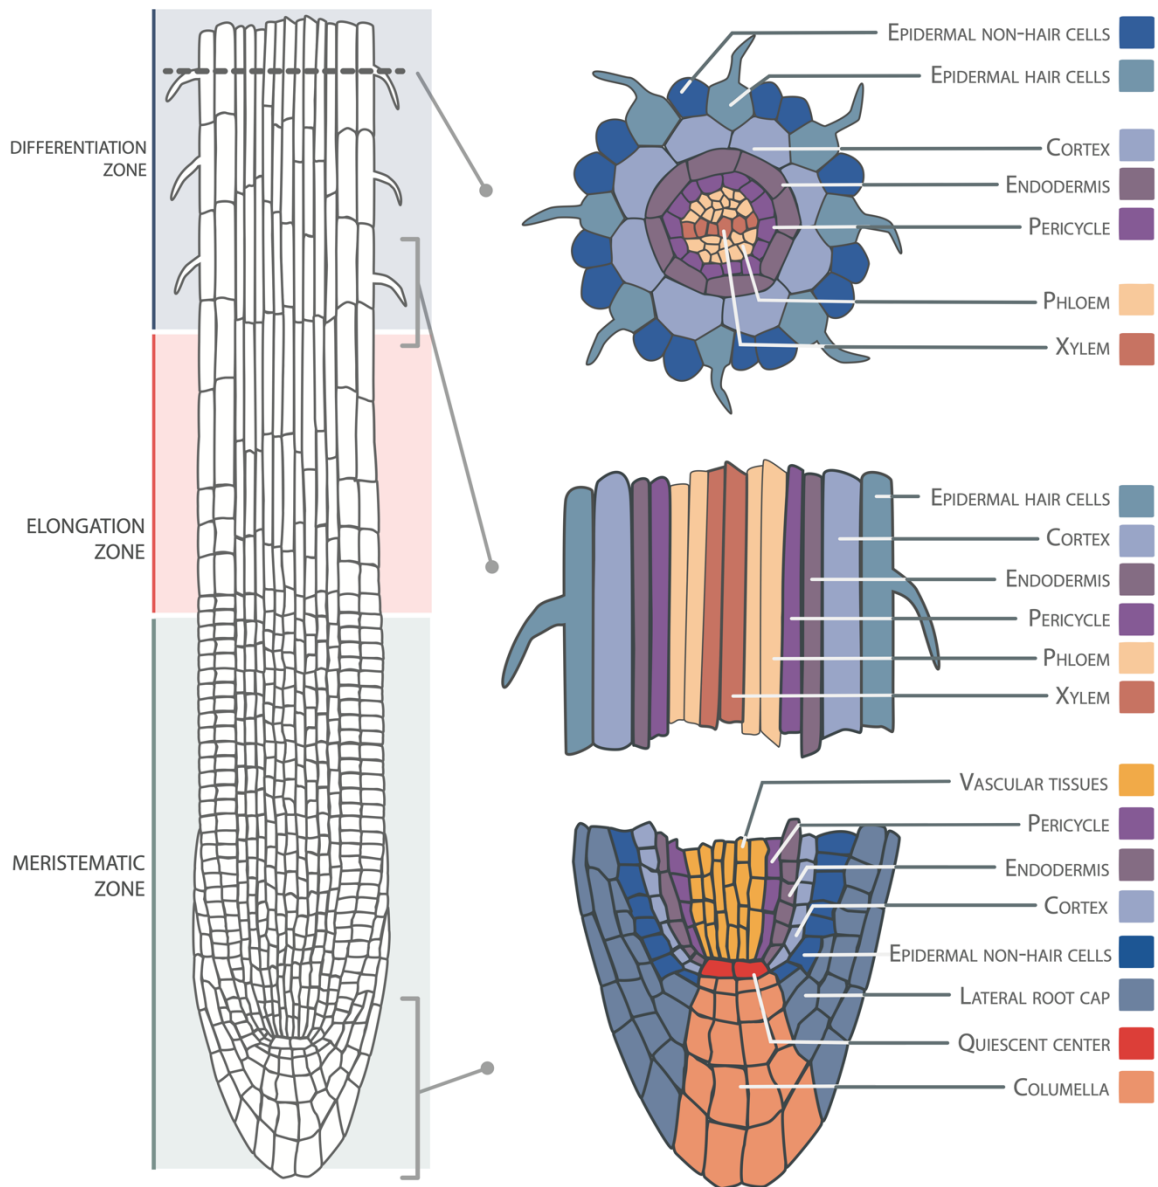 DIFFERENTIATION
ZONE
ELONGATION
ZONE
MERISTEMATIC
ZONE
EPIDERMAL NON-HAIR CELLS
EPIDERMAL HAIR CELLS
CORTEX
ENDODERMIS
PERICYCLE
PHLOEM
XYLEM
EPIDERMAL HAIR CELLS
CORTEX
ENDODERMIS
PERICYCLE
PHLOEM
XYLEM
VASCULAR TISSUES
PERICYCLE
ENDODERMIS
CORTEX
EPIDERMAL NON-HAIR CELLS
LATERAL ROOT CAP
QUIESCENT CENTER
COLUMELLA